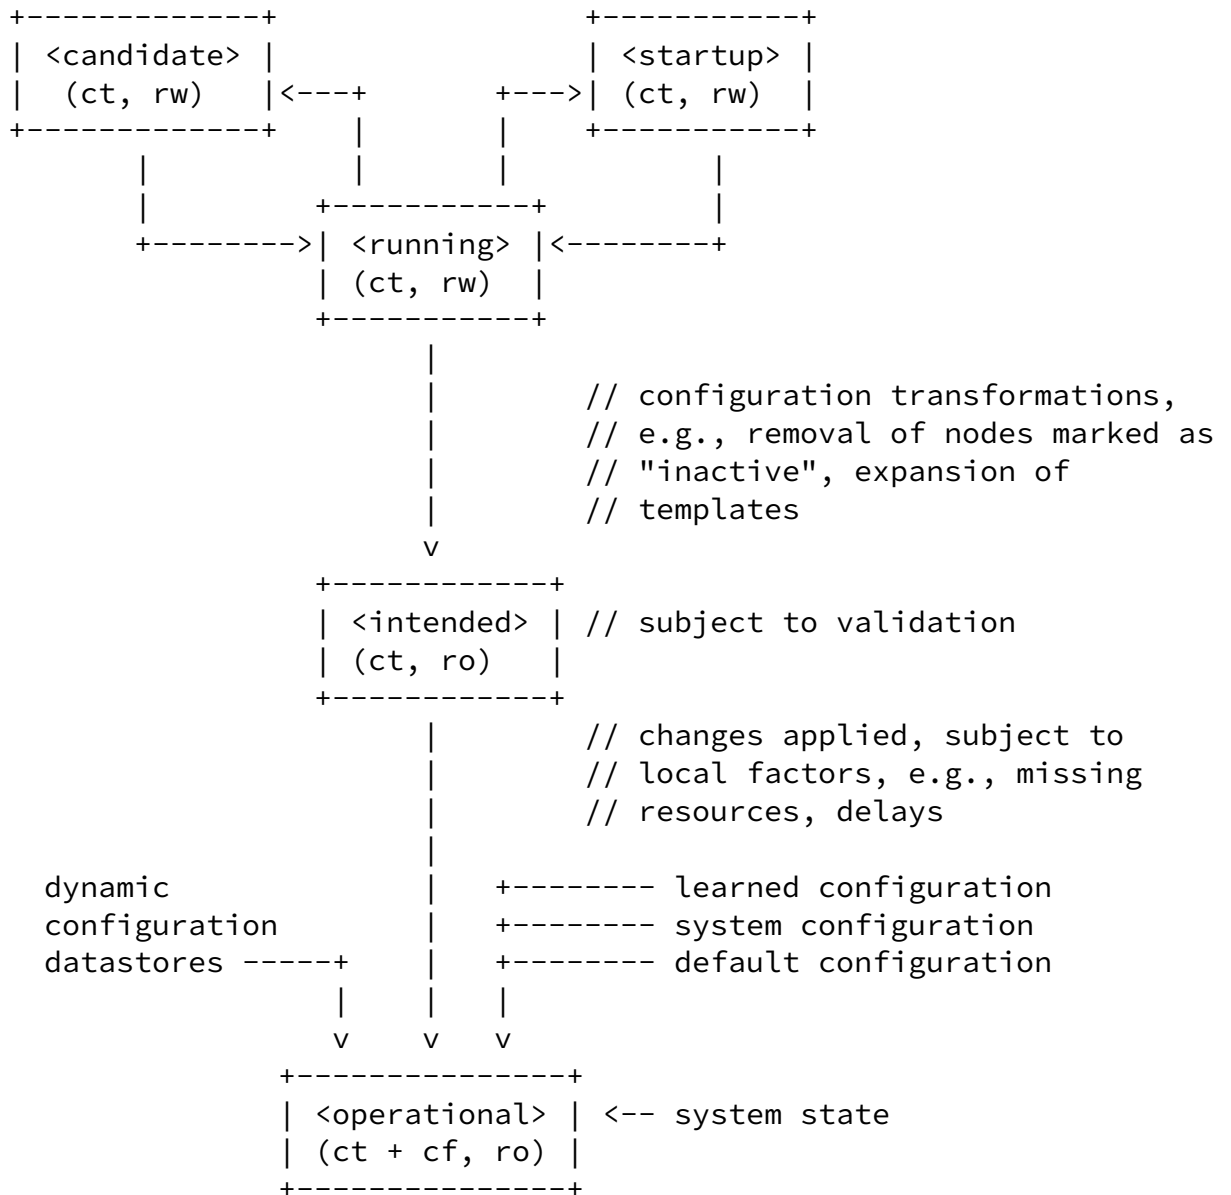 +-------------+                 +-----------+
| <candidate> |                 | <startup> |
|  (ct, rw)   |<---+       +--->| (ct, rw)  |
+-------------+    |       |    +-----------+
       |           |       |           |
       |         +-----------+         |
       +-------->| <running> |<--------+
                 | (ct, rw)  |
                 +-----------+
                       |
                       |        // configuration transformations,
                       |        // e.g., removal of nodes marked as
                       |        // "inactive", expansion of
                       |        // templates
                       v
                 +------------+
                 | <intended> | // subject to validation
                 | (ct, ro)   |
                 +------------+
                       |        // changes applied, subject to
                       |        // local factors, e.g., missing
                       |        // resources, delays
                       |
  dynamic              |   +-------- learned configuration
  configuration        |   +-------- system configuration
  datastores -----+    |   +-------- default configuration
                  |    |   |
                  v    v   v
               +---------------+
               | <operational> | <-- system state
               | (ct + cf, ro) |
               +---------------+